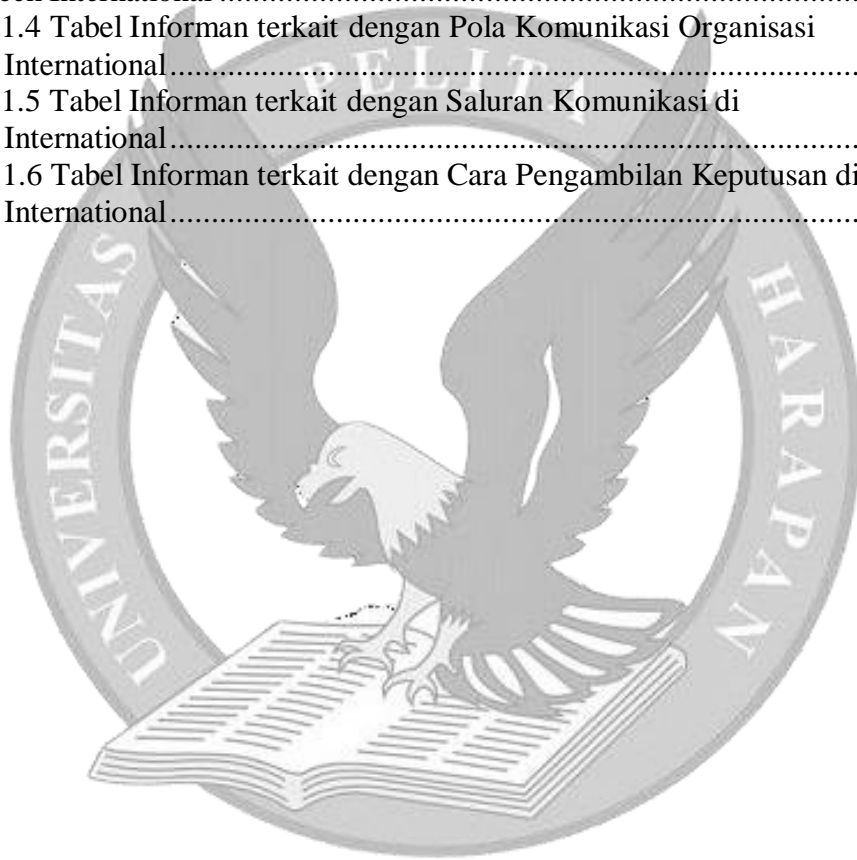 International ..........................................................................
1.4 Tabel Informan terkait dengan Pola Komunikasi Organisasi
International..................................................................................
1.5 Tabel Informan terkait dengan Saluran Komunikasi di
International..................................................................................
1.6 Tabel Informan terkait dengan Cara Pengambilan Keputusan di
International..................................................................................
UNIVERSITAS PELITA HARAPAN